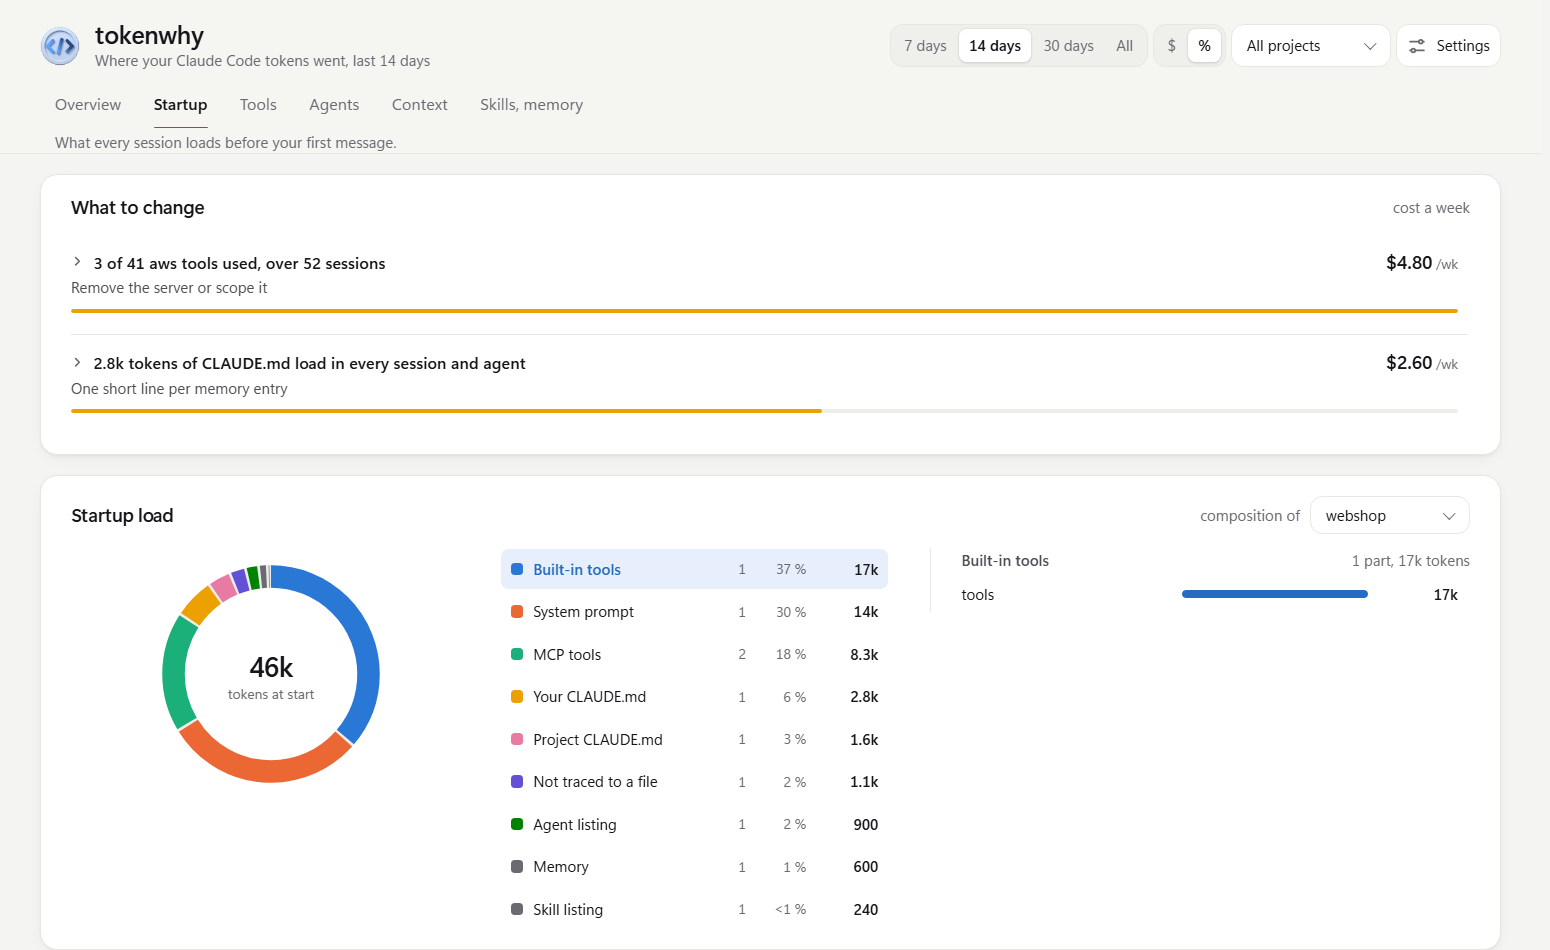 tokenwhy
Where your Claude Code tokens went, last 14 days
7 days 14 days 30 days All
$ %
All projects
Settings
Overview Startup Tools Agents Context Skills, memory
What every session loads before your first message.
What to change cost a week
3 of 41 aws tools used, over 52 sessions $4.80 /wk
Remove the server or scope it
2.8k tokens of CLAUDE.md load in every session and agent $2.60 /wk
One short line per memory entry
Startup load composition of webshop
46k
tokens at start
Built-in tools 1 37 % 17k
System prompt 1 30 % 14k
MCP tools 2 18 % 8.3k
Your CLAUDE.md 1 6 % 2.8k
Project CLAUDE.md 1 3 % 1.6k
Not traced to a file 1 2 % 1.1k
Agent listing 1 2 % 900
Memory 1 1 % 600
Skill listing 1 <1 % 240
Built-in tools 1 part, 17k tokens
tools 17k